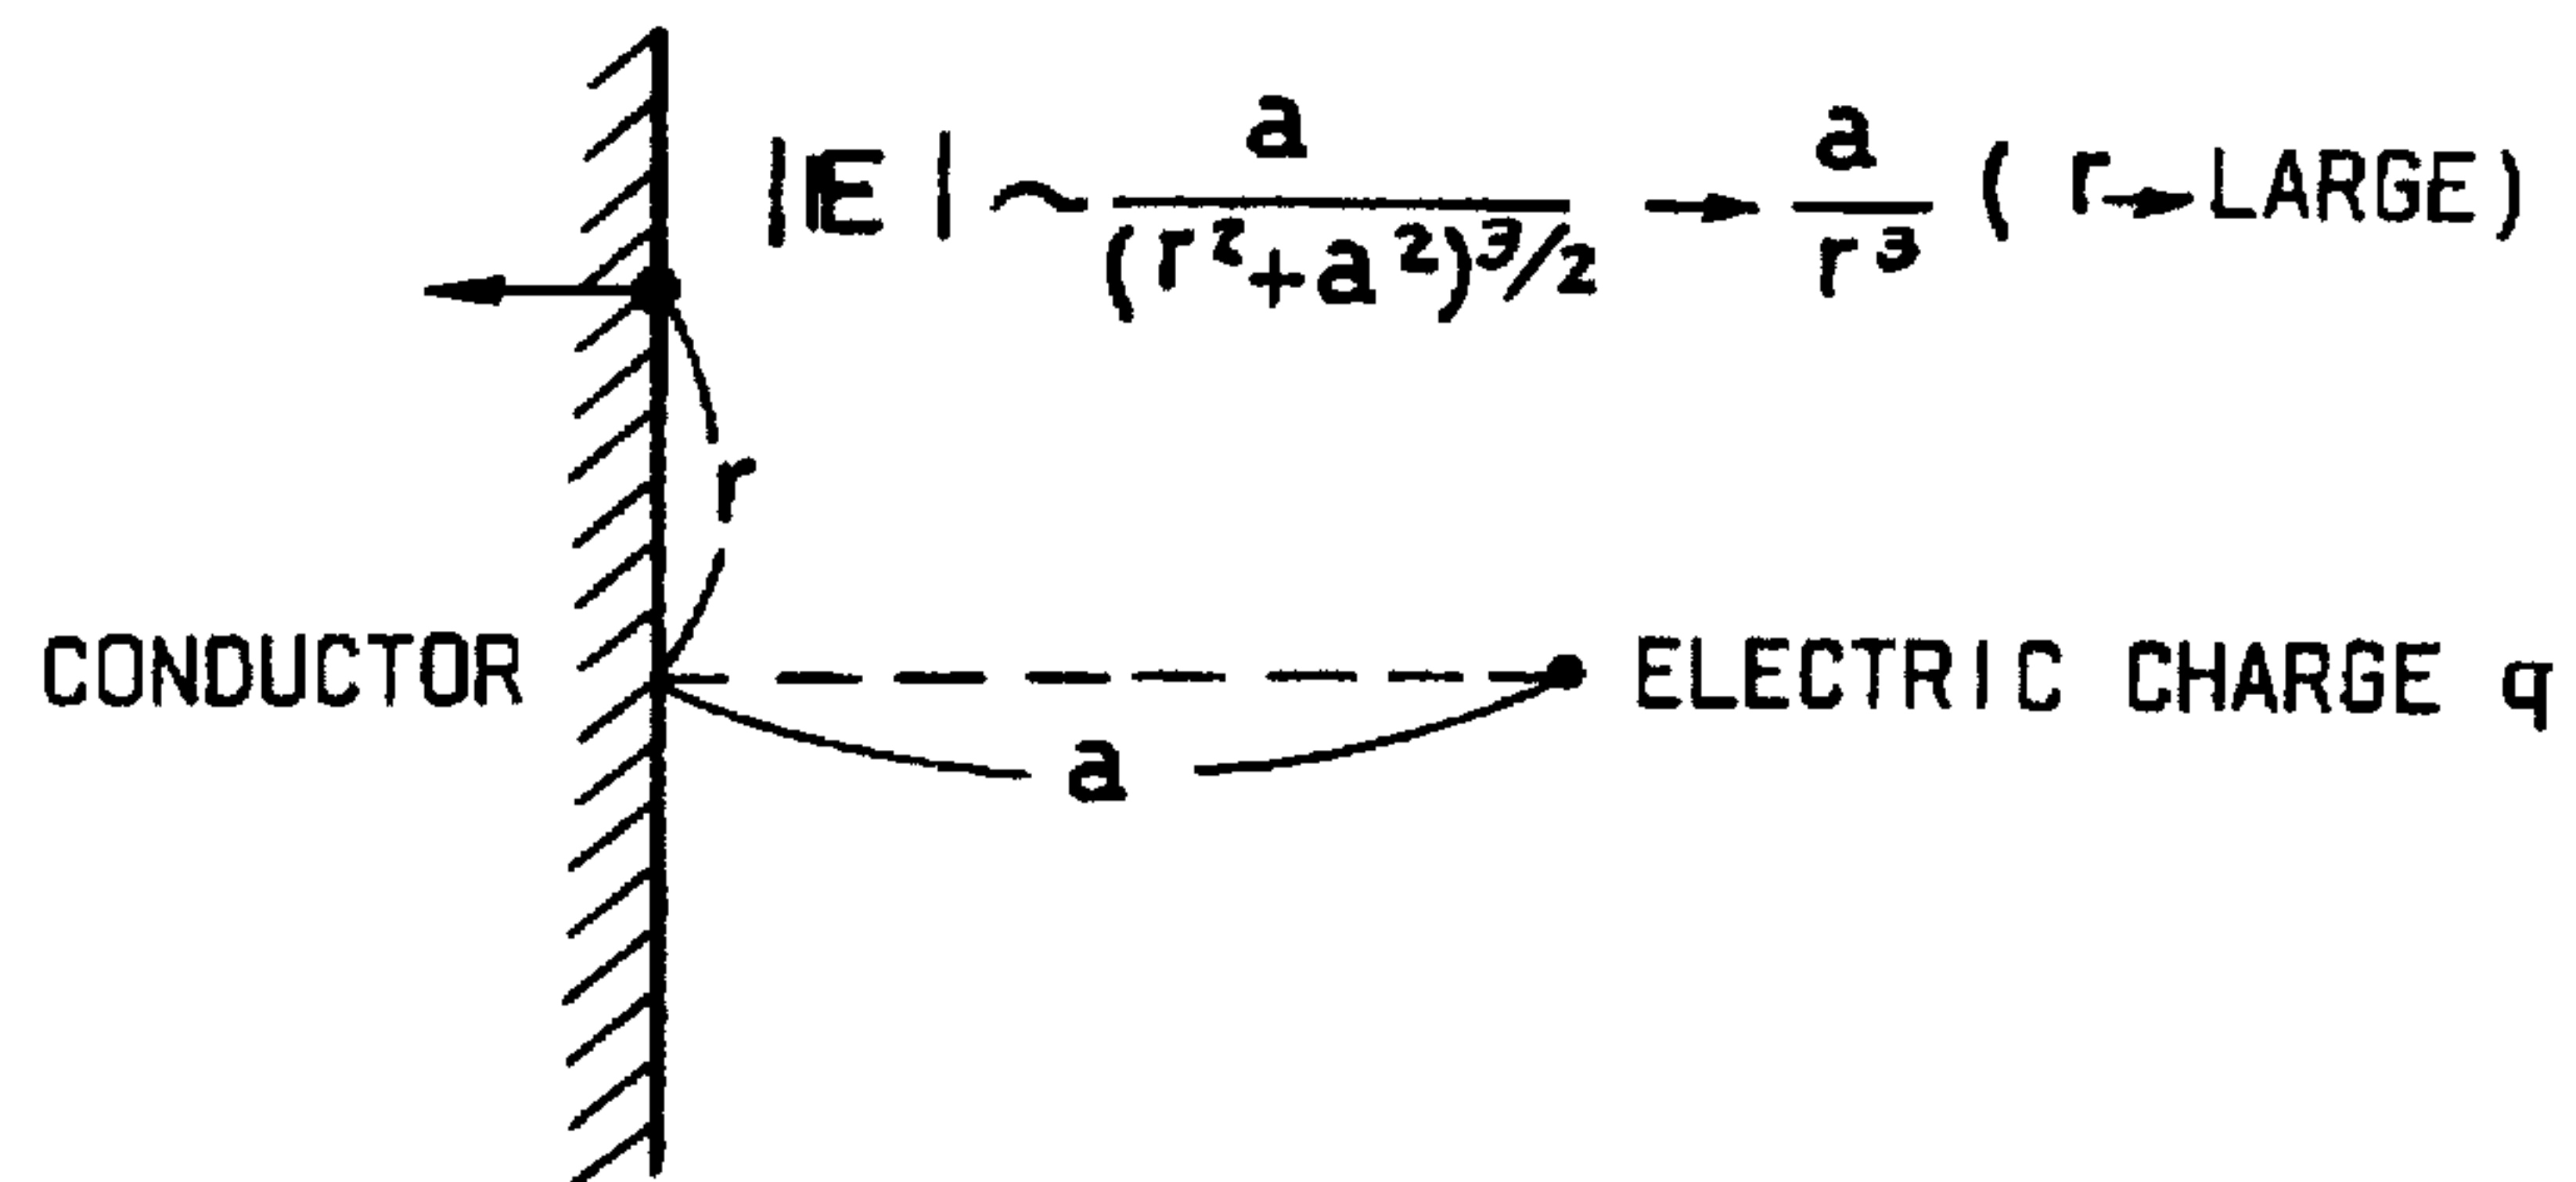 |E| ~ a/(r²+a²)^3/2 → a/r³ (r→LARGE)
r
CONDUCTOR
ELECTRIC CHARGE q
a